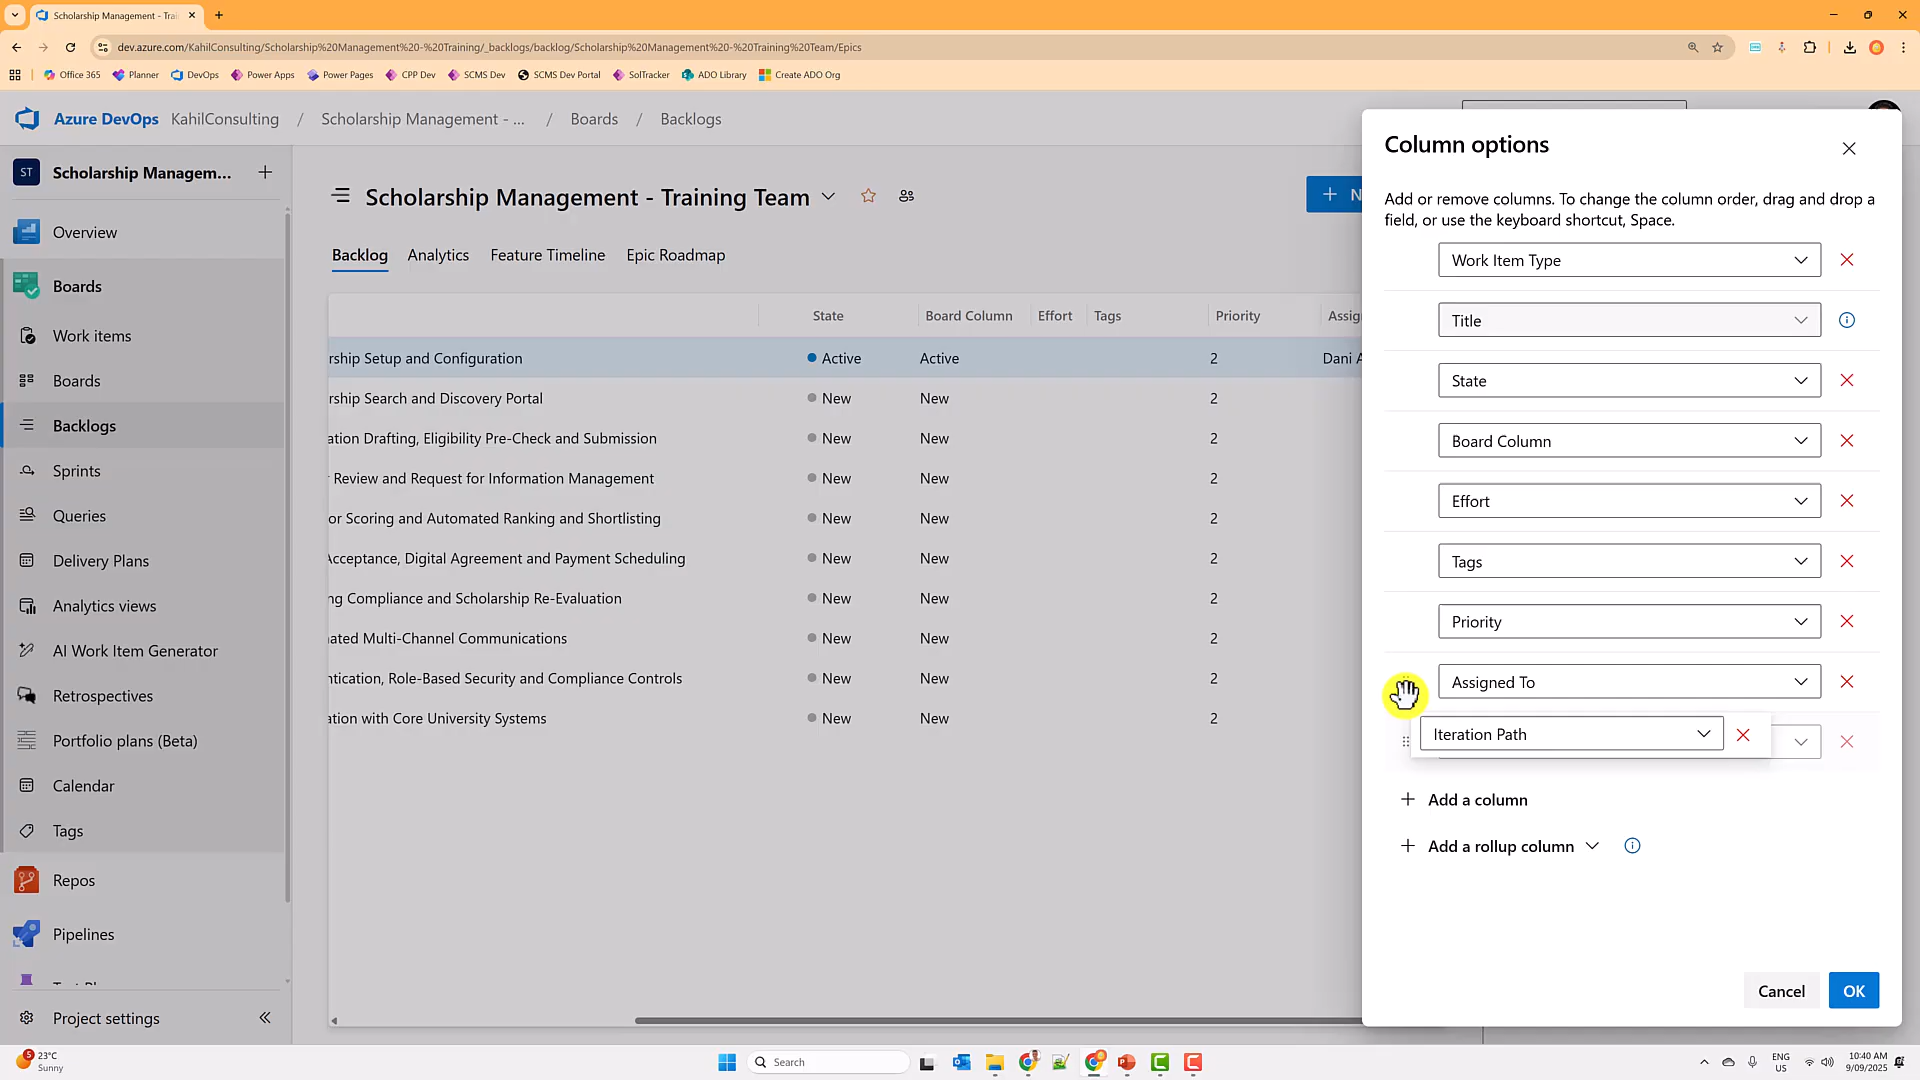 Scholarship Management - Trai
dev.azure.com/KahilConsulting/Scholarship%20Management%20-%20Training/_backlogs/backlog/Scholarship%20Management%20-%20Training%20Team/Epics
Office 365
Planner
DevOps
Power Apps
Power Pages
CPP Dev
SCMS Dev
SCMS Dev Portal
SolTracker
ADO Library
Create ADO Org
Azure DevOps
KahilConsulting / Scholarship Management - ... / Boards / Backlogs
ST
Scholarship Managem...
Overview
Boards
Work items
Boards
Backlogs
Sprints
Queries
Delivery Plans
Analytics views
AI Work Item Generator
Retrospectives
Portfolio plans (Beta)
Calendar
Tags
Repos
Pipelines
Project settings
Scholarship Management - Training Team
N
Backlog
Analytics
Feature Timeline
Epic Roadmap
State
Board Column
Effort
Tags
Priority
Assig
rship Setup and Configuration Active Active 2 Dani A
rship Search and Discovery Portal New New 2
ation Drafting, Eligibility Pre-Check and Submission New New 2
r Review and Request for Information Management New New 2
or Scoring and Automated Ranking and Shortlisting New New 2
Acceptance, Digital Agreement and Payment Scheduling New New 2
ng Compliance and Scholarship Re-Evaluation New New 2
ated Multi-Channel Communications New New 2
ntication, Role-Based Security and Compliance Controls New New 2
ation with Core University Systems New New 2
Column options
Add or remove columns. To change the column order, drag and drop a
field, or use the keyboard shortcut, Space.
Work Item Type
Title
State
Board Column
Effort
Tags
Priority
Assigned To
Iteration Path
Add a column
Add a rollup column
Cancel
OK
5
23°C
Sunny
Search
ENG
US
10:40 AM
9/09/2025